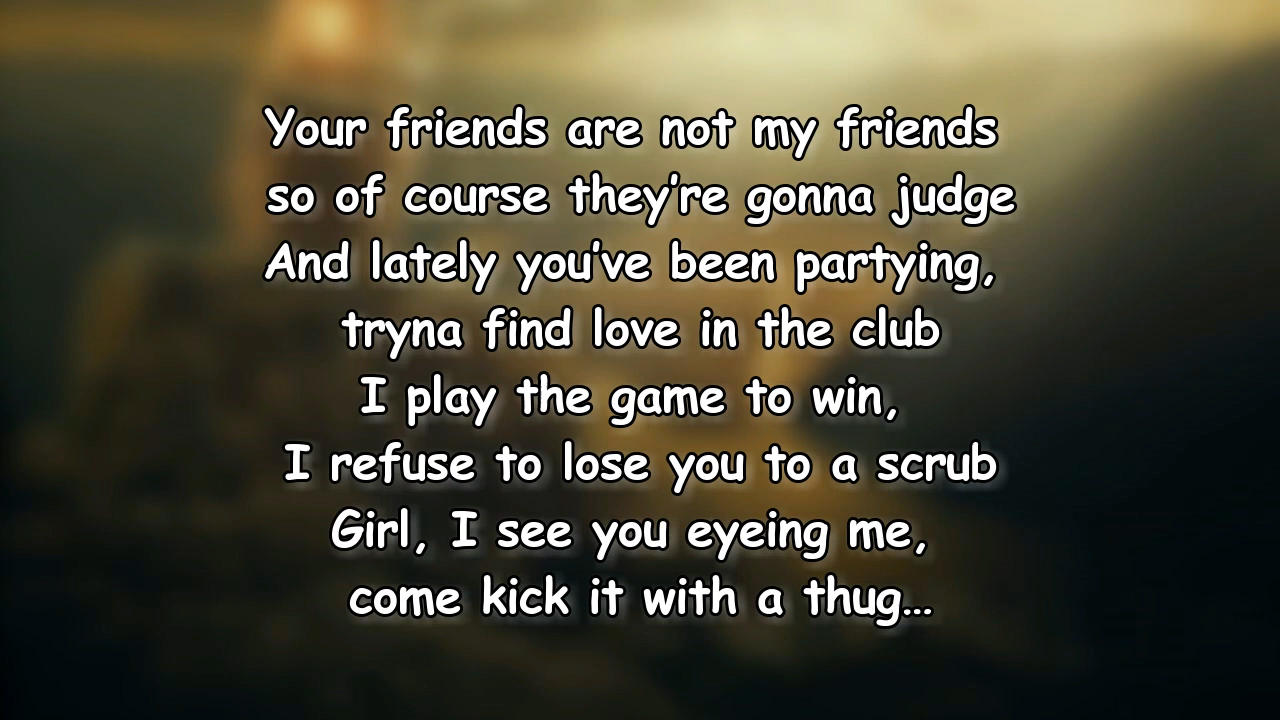 Your friends are not my friends
so of course they're gonna judge
And lately you've been partying,
tryna find love in the club
I play the game to win,
I refuse to lose you to a scrub
Girl, I see you eyeing me,
come kick it with a thug...